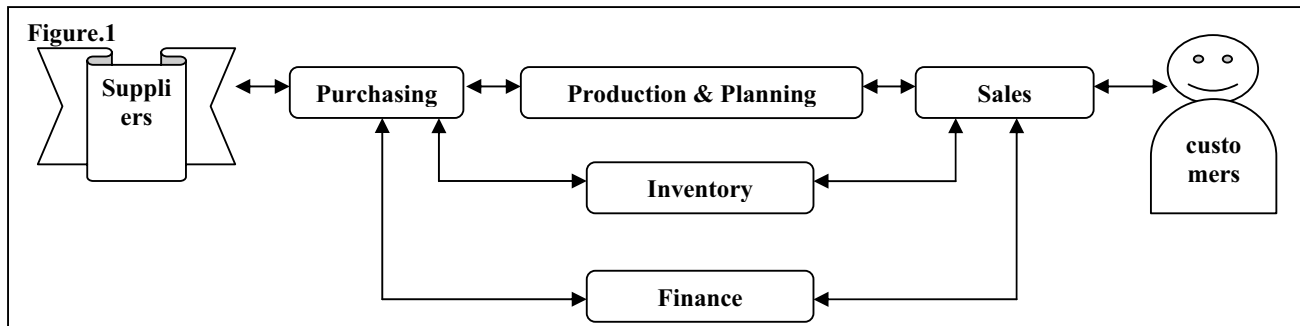 Figure.1
Suppli
ers
Purchasing
Production & Planning
Sales
custo
mers
Inventory
Finance